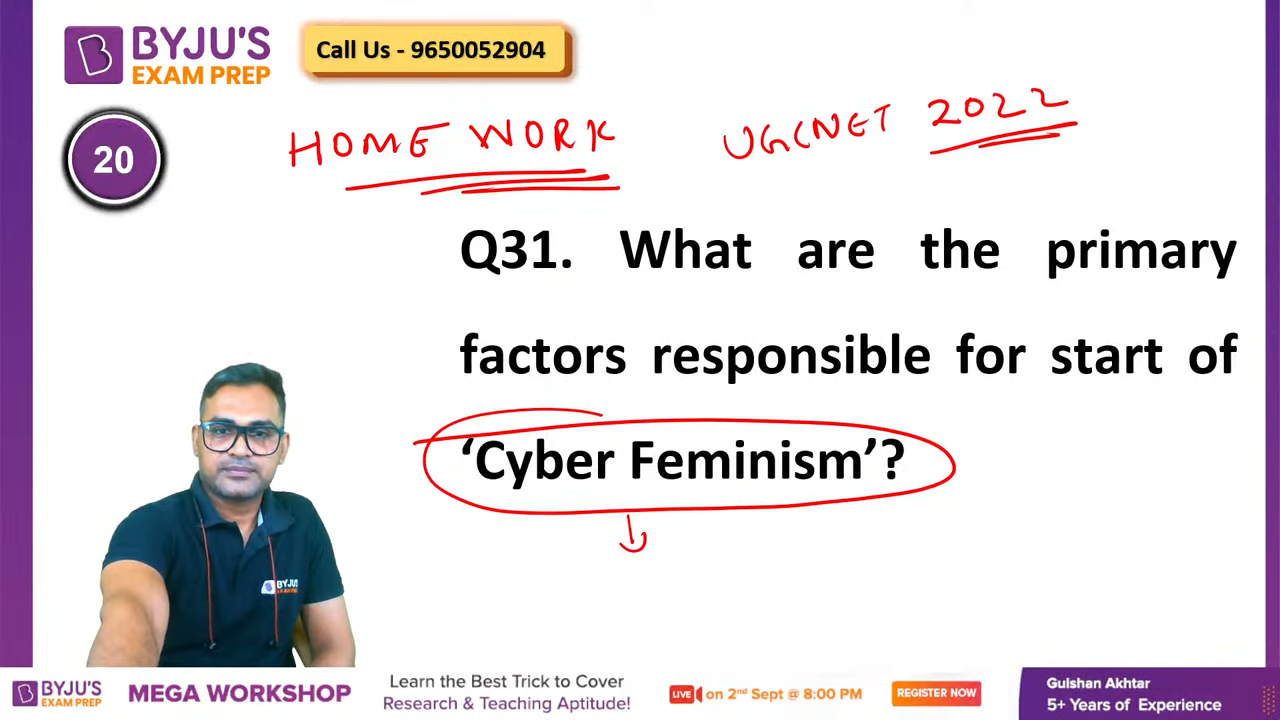 BYJU'S
EXAM PREP
Call Us - 9650052904
20
HOME WORK
UGCNET 2022
Q31. What are the primary
factors responsible for start of
‘Cyber Feminism’?
BYJU'S
BYJU'S
EXAM PREP
MEGA WORKSHOP
Learn the Best Trick to Cover
Research & Teaching Aptitude!
LIVE on 2nd Sept @ 8:00 PM
REGISTER NOW
Gulshan Akhtar
5+ Years of Experience